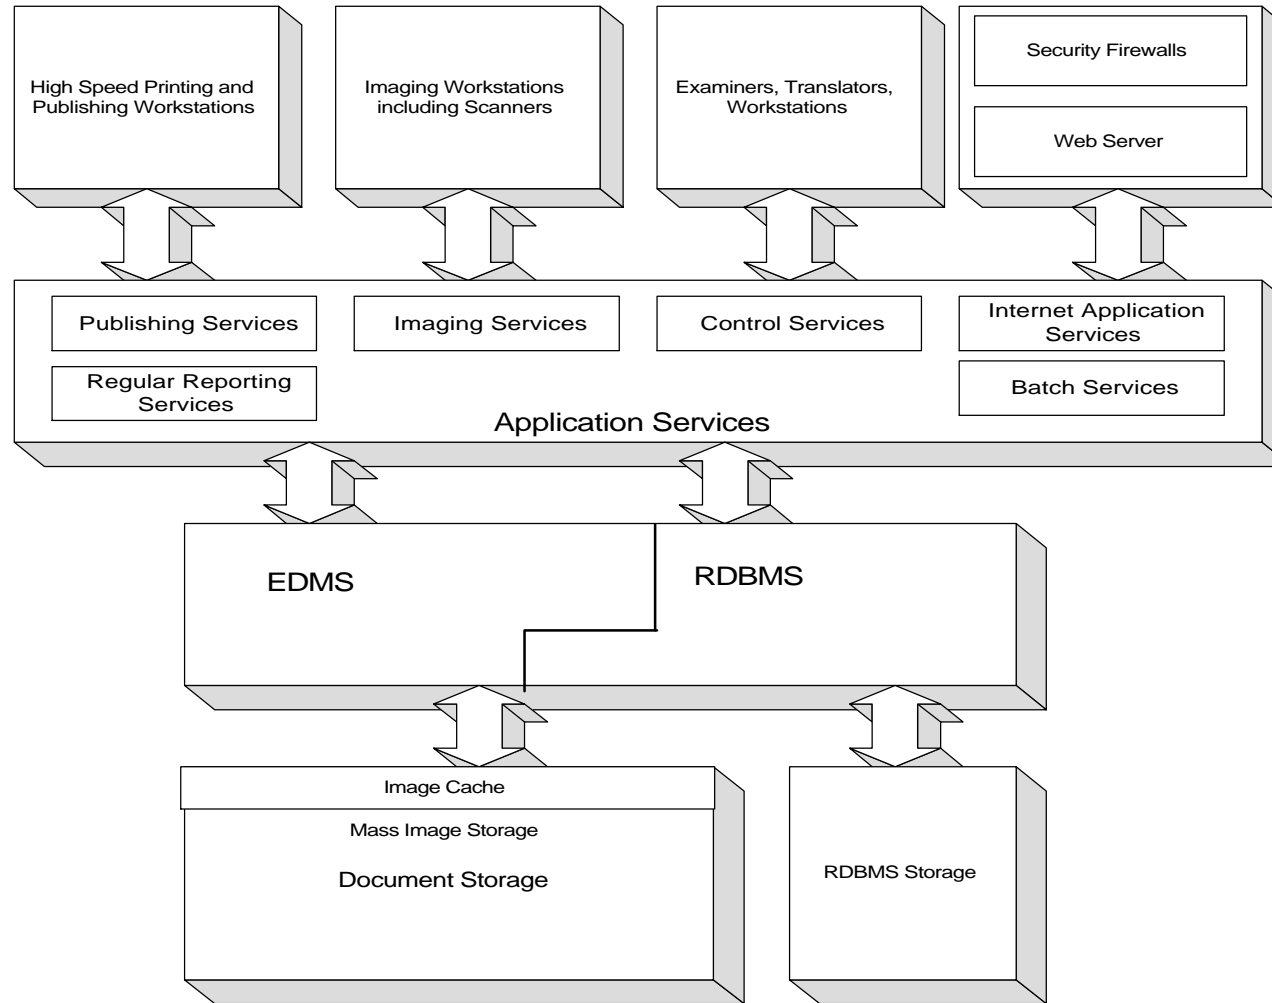 High Speed Printing and
Publishing Workstations
Imaging Workstations
including Scanners
Examiners, Translators,
Workstations
Security Firewalls
Web Server
Publishing Services
Imaging Services
Control Services
Internet Application
Services
Regular Reporting
Services
Batch Services
Application Services
EDMS
RDBMS
Image Cache
Mass Image Storage
Document Storage
RDBMS Storage